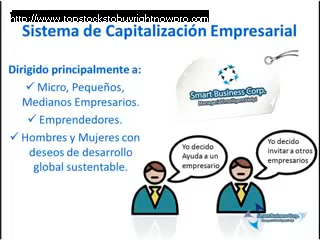 http://www.topstockstobuyrightnowpro.com
Sistema de Capitalización Empresarial
Dirigido principalmente a:
✓ Micro, Pequeños,
Medianos Empresarios.
✓ Emprendedores.
✓ Hombres y Mujeres con
deseos de desarrollo
global sustentable.
Smart Business Corp.
Yo decido
Ayuda a un
empresario
Yo decido
invitar a otros
empresarios
Smart Business Corp.